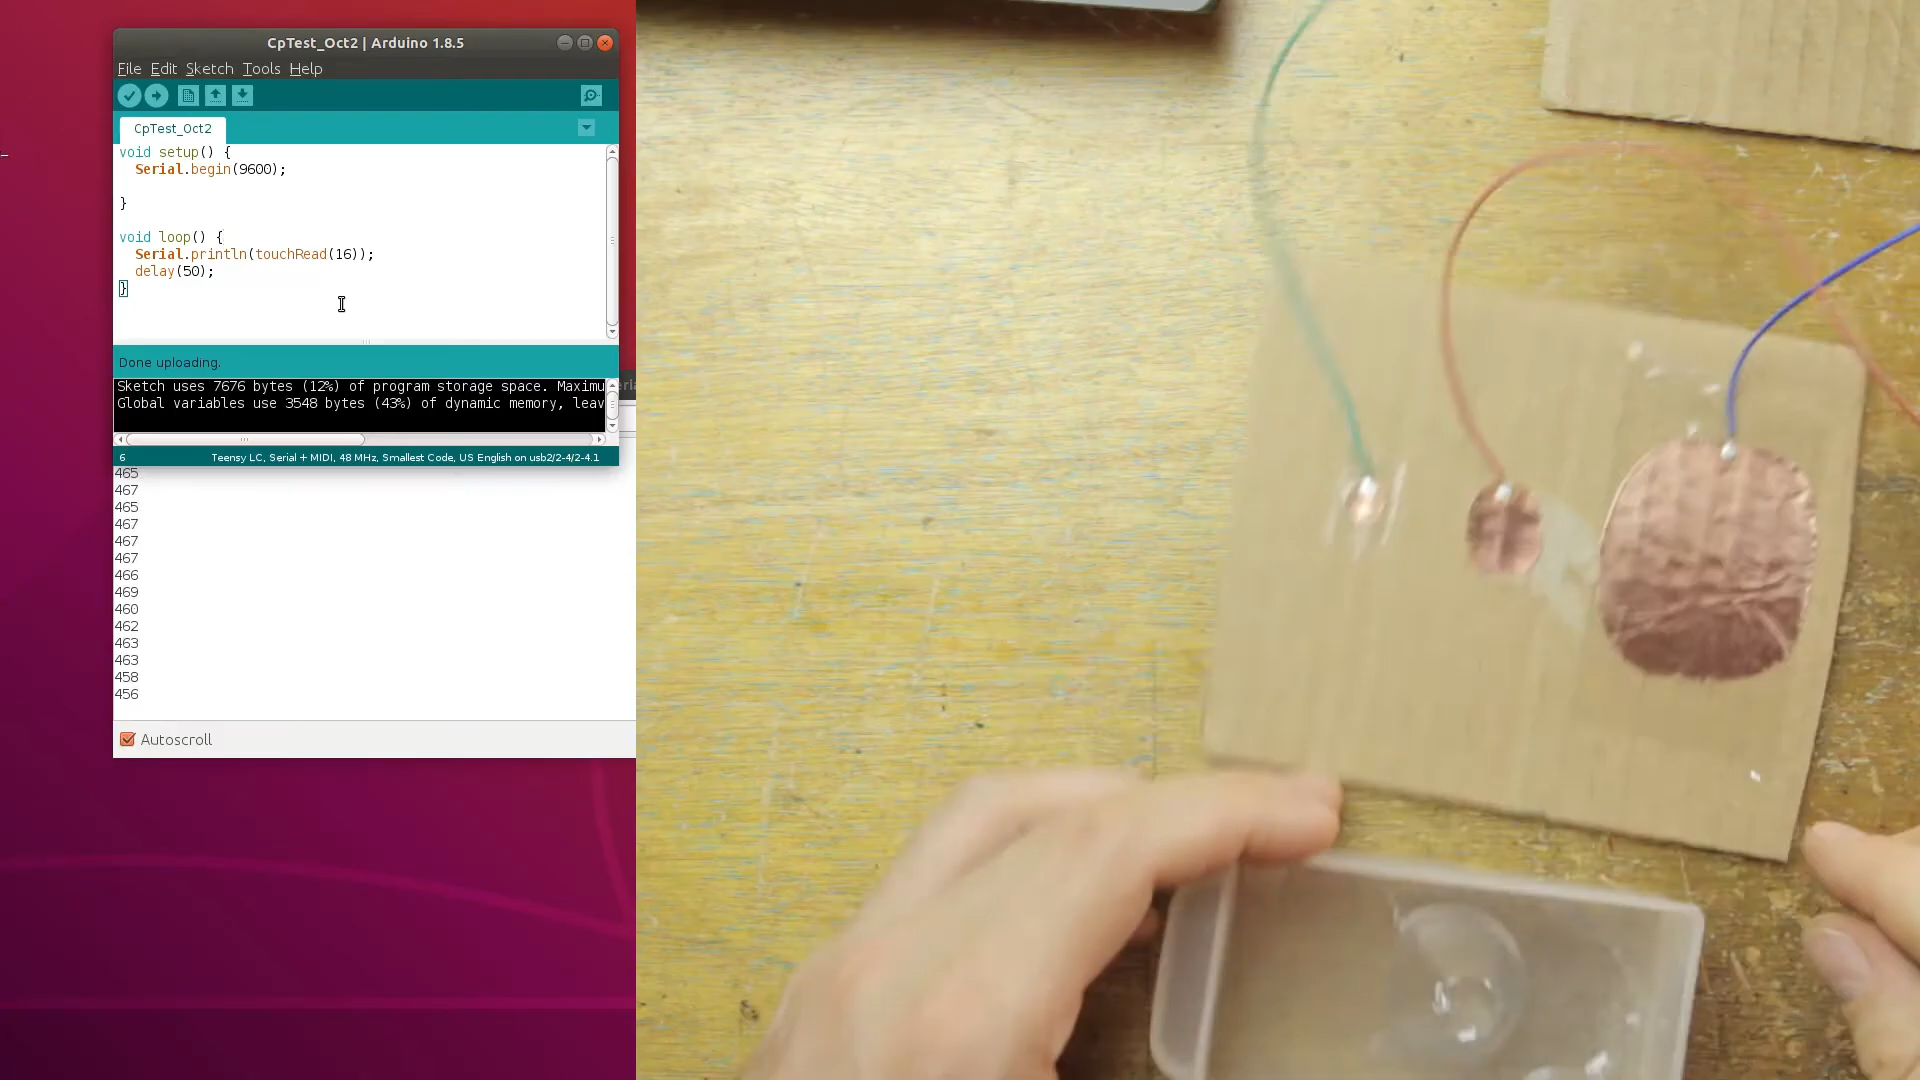 CpTest_Oct2 | Arduino 1.8.5
File Edit Sketch Tools Help
CpTest_Oct2
void setup() {
Serial.begin(9600);
}
void loop() {
Serial.println(touchRead(16));
delay(50);
}
Done uploading.
Sketch uses 7676 bytes (12%) of program storage space. Maximu
Global variables use 3548 bytes (43%) of dynamic memory, leav
6 Teensy LC, Serial + MIDI, 48 MHz, Smallest Code, US English on usb2/2-4/2-4.1
465
467
465
467
467
467
466
469
460
462
463
463
458
456
Autoscroll